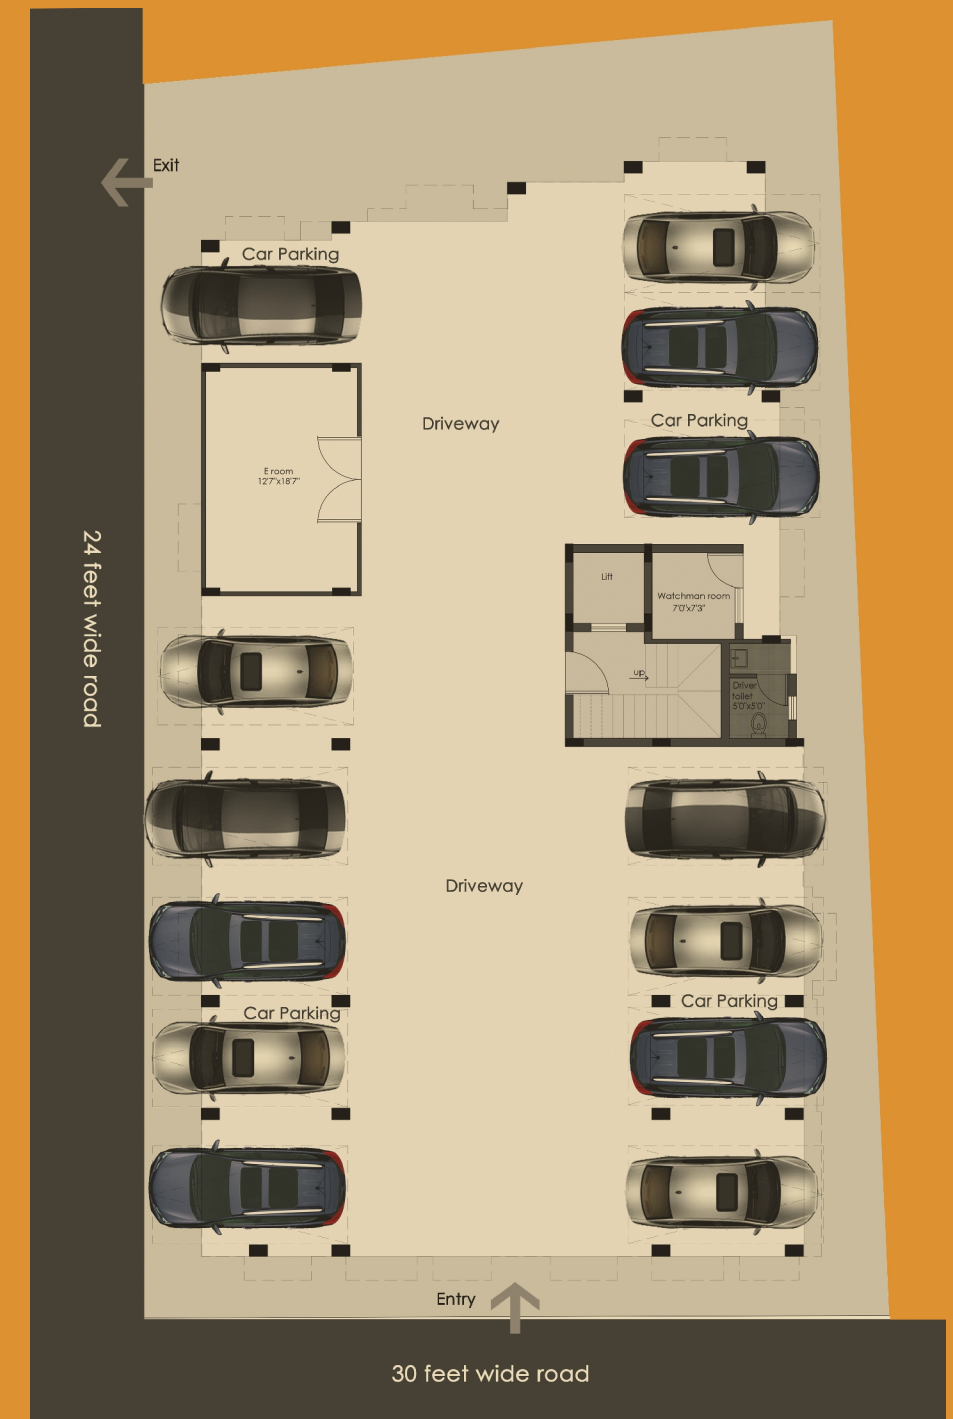 Exit
Car Parking
Driveway
Car Parking
E room
12'7"x18'7"
24 feet wide road
Lift
Watchman room
7'0"x7'3"
up
Driver
toilet
5'0"x5'0"
Driveway
Car Parking
Car Parking
Entry
30 feet wide road